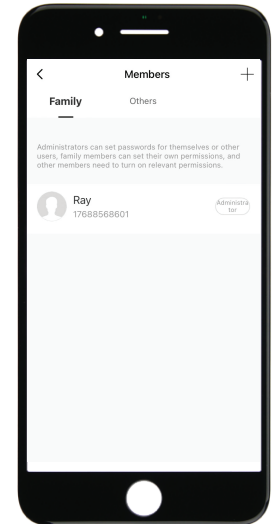 Members
Family
Others
Administrators can set passwords for themselves or other
users, family members can set their own permissions, and
other members need to turn on relevant permissions.
Ray
17688568601
Administra
tor